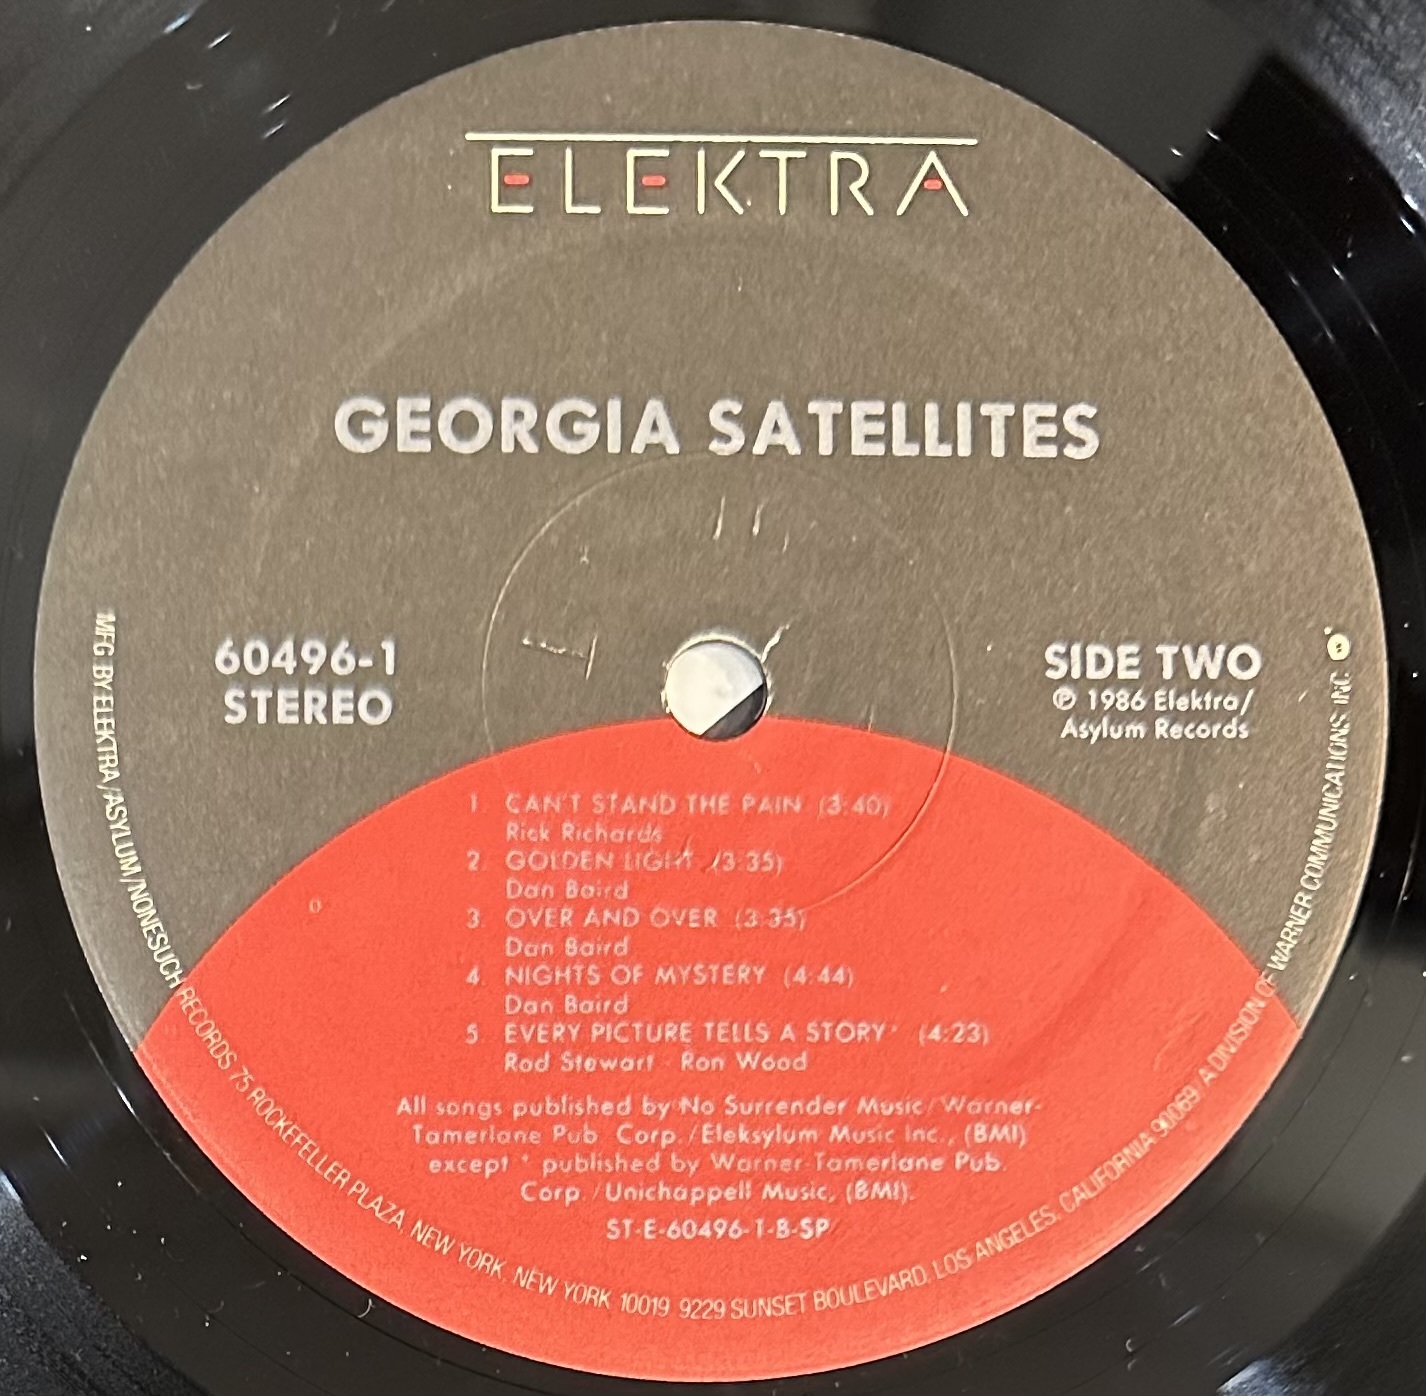 ELEKTRA
GEORGIA SATELLITES
60496-1
STEREO
SIDE TWO
℗ 1986 Elektra/
Asylum Records
1 CAN'T STAND THE PAIN (3:40)
Rick Richards
2. GOLDEN LIGHT (3:35)
Dan Baird
3. OVER AND OVER (3:35)
Dan Baird
4. NIGHTS OF MYSTERY (4:44)
Dan Baird
5 EVERY PICTURE TELLS A STORY* (4:23)
Rod Stewart - Ron Wood
All songs published by No Surrender Music/Warner-
Tamerlane Pub. Corp./Eleksylum Music Inc., (BMI)
except * published by Warner-Tamerlane Pub.
Corp./Unichappell Music, (BMI).
ST-E-60496-1-B-SP
MFG. BY ELEKTRA/ASYLUM/NONESUCH RECORDS, 75 ROCKEFELLER PLAZA, NEW YORK, NEW YORK 10019 9229 SUNSET BOULEVARD, LOS ANGELES, CALIFORNIA 90069 / A DIVISION OF WARNER COMMUNICATIONS INC.